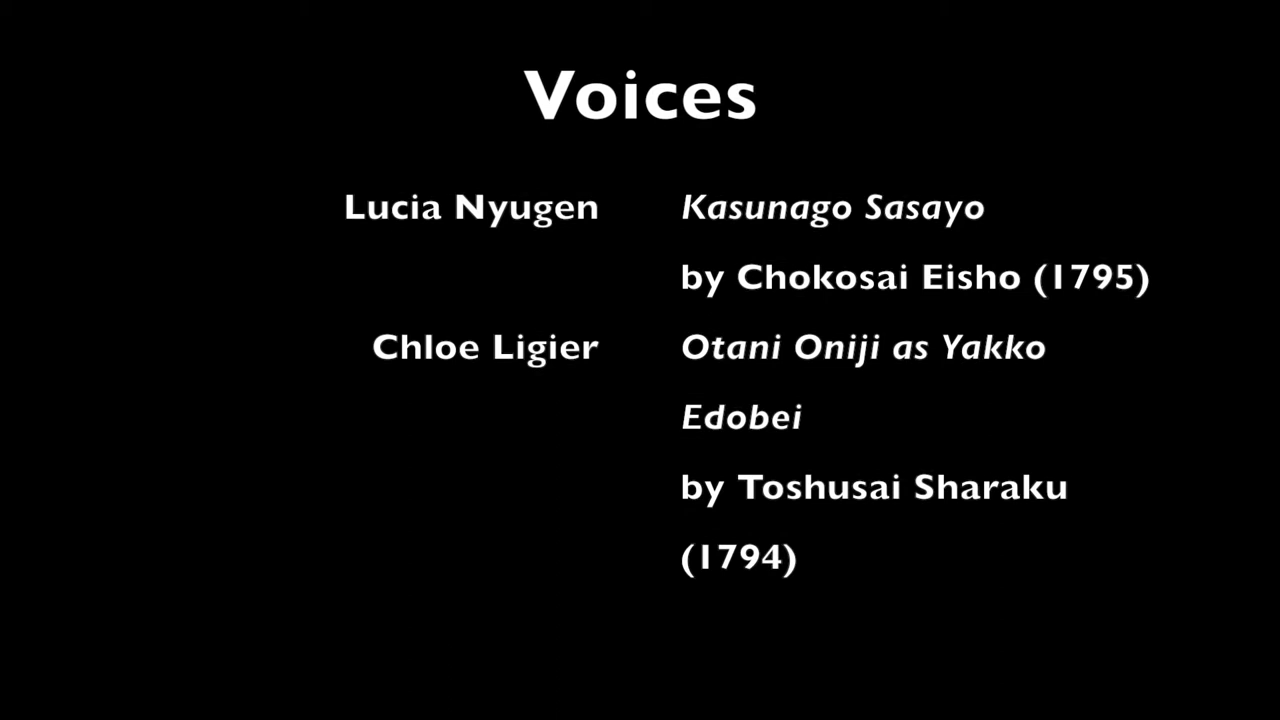 Voices
Lucia Nyugen Kasunago Sasayo
by Chokosai Eisho (1795)
Chloe Ligier Otani Oniji as Yakko
Edobei
by Toshusai Sharaku
(1794)